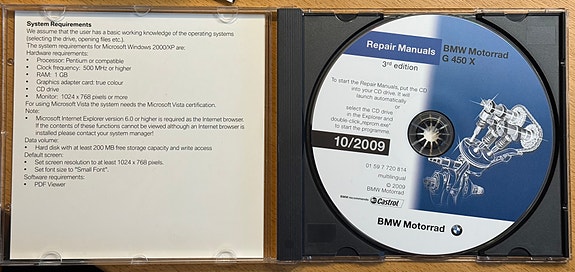 System Requirements
We assume that the user has a basic working knowledge of the operating systems
(selecting the drive, opening files etc.).
The system requirements for Microsoft Windows 2000/XP are:
Hardware requirements:
• Processor: Pentium or compatible
• Clock frequency: 500 MHz or higher
• RAM: 1 GB
• Graphics adapter card: true colour
• CD drive
• Monitor: 1024 x 768 pixels or more
For using Microsoft Vista the system needs the Microsoft Vista certification.
Note:
• Microsoft Internet Explorer version 6.0 or higher is required as the Internet Browser.
If the contents of these functions cannot be viewed although an Internet Browser is
installed please contact your system manager!
Data volume:
• Hard disk with at least 200 MB free storage capacity and write access
Default screen:
• Set screen resolution to at least 1024 x 768 pixels.
• Set font size to "Small Font".
Software requirements:
• PDF Viewer
Repair Manuals
3rd edition
BMW Motorrad
G 450 X
To start the Repair Manuals, put the CD
into your CD drive. It will
launch automatically
or
select the CD drive
in the Explorer and
double-click„reprom.exe"
to start the programme.
10/2009
01 59 7 720 814
multilingual
© 2009
BMW Motorrad
BMW recommends
Castrol
BMW Motorrad